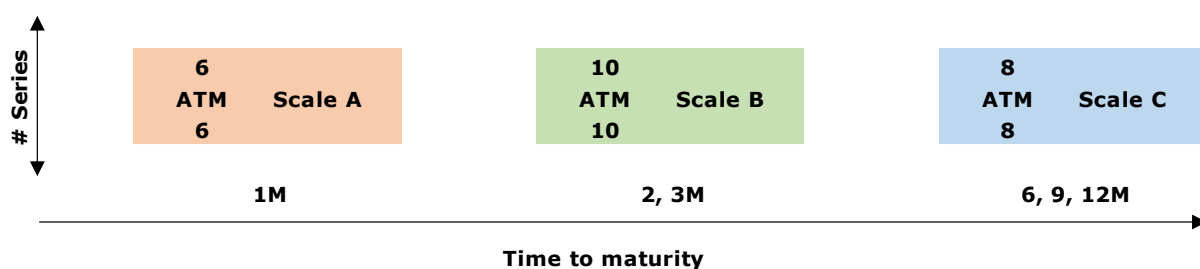 # Series
6
ATM Scale A
6
10
ATM Scale B
10
8
ATM Scale C
8
1M
2, 3M
6, 9, 12M
Time to maturity